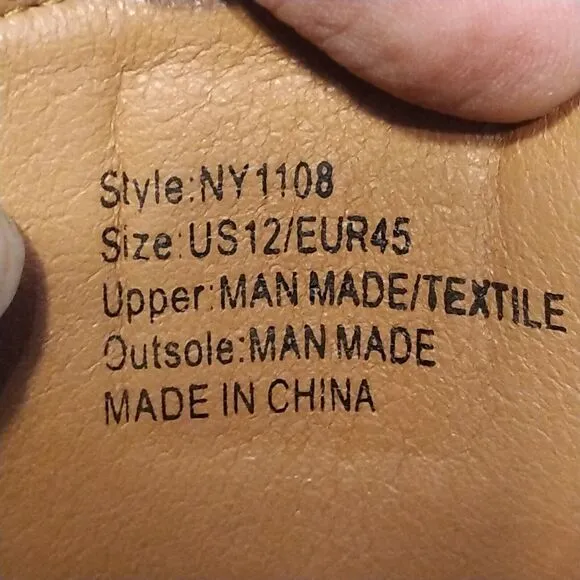 Style:NY1108
Size:US12/EUR45
Upper:MAN MADE/TEXTILE
Outsole:MAN MADE
MADE IN CHINA